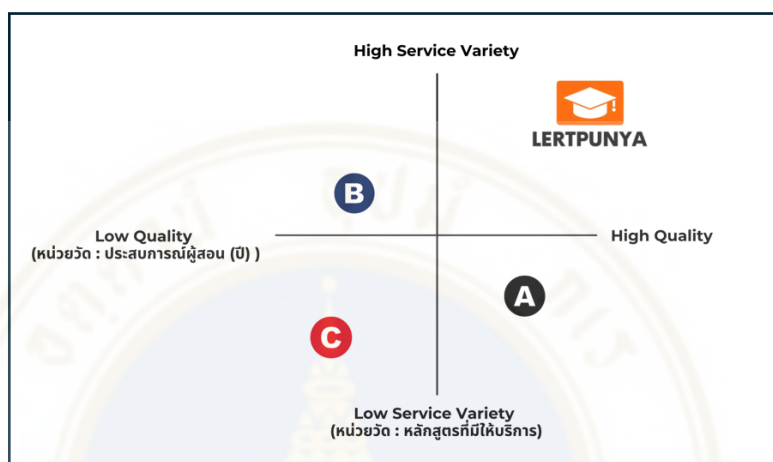 High Service Variety
LERTPUNYA
B
Low Quality
(หน่วยวัด : ประสบการณ์ผู้สอน (ปี) )
High Quality
A
C
Low Service Variety
(หน่วยวัด : หลักสูตรที่มีให้บริการ)